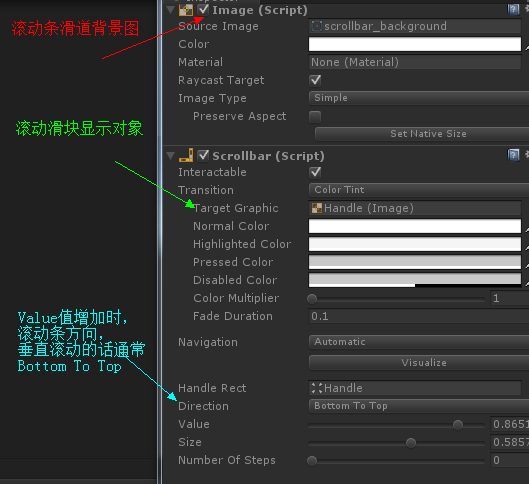 Image (Script)
滚动条滑道背景图
Source Image
scrollbar_background
Color
Material
None (Material)
Raycast Target
Image Type
Simple
Preserve Aspect
Set Native Size
滚动滑块显示对象
Scrollbar (Script)
Interactable
Transition
Color Tint
Target Graphic
Handle (Image)
Normal Color
Highlighted Color
Pressed Color
Disabled Color
Color Multiplier
1
Fade Duration
0.1
Value值增加时,
滚动条方向,
垂直滚动的话通常
Bottom To Top
Navigation
Automatic
Visualize
Handle Rect
Handle
Direction
Bottom To Top
Value
0.8651
Size
0.5857
Number Of Steps
0